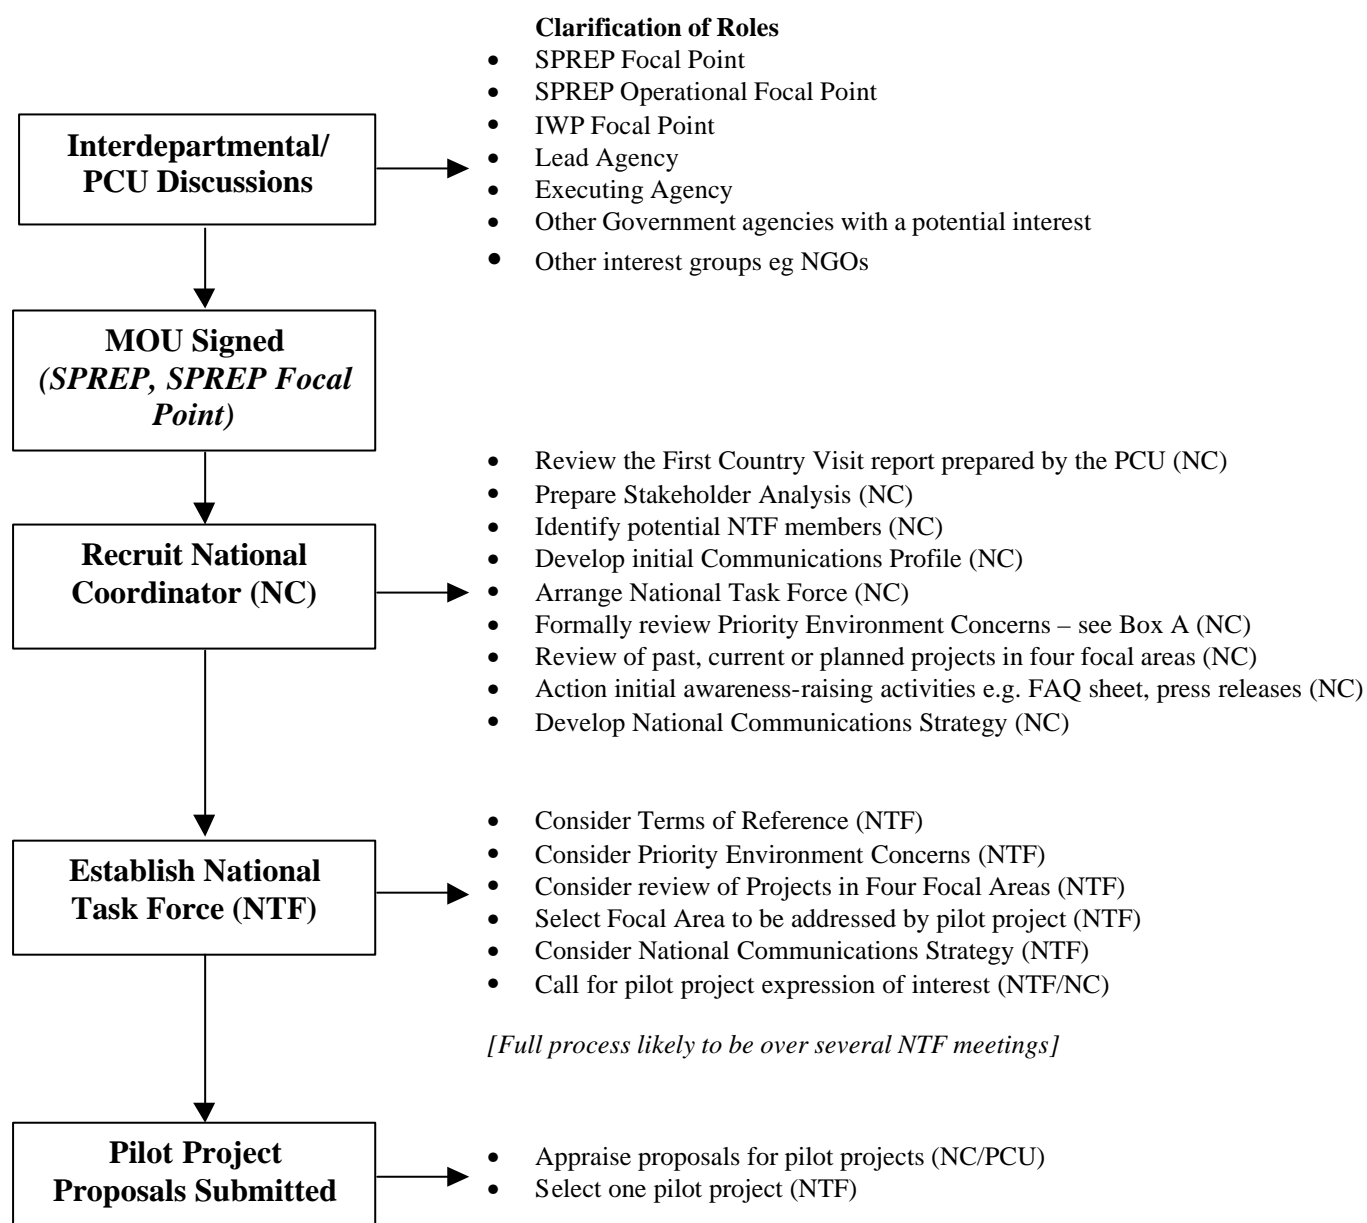 Clarification of Roles
• SPREP Focal Point
• SPREP Operational Focal Point
• IWP Focal Point
• Lead Agency
• Executing Agency
• Other Government agencies with a potential interest
• Other interest groups eg NGOs
Interdepartmental/
PCU Discussions
MOU Signed
(SPREP, SPREP Focal
Point)
Recruit National
Coordinator (NC)
• Review the First Country Visit report prepared by the PCU (NC)
• Prepare Stakeholder Analysis (NC)
• Identify potential NTF members (NC)
• Develop initial Communications Profile (NC)
• Arrange National Task Force (NC)
• Formally review Priority Environment Concerns – see Box A (NC)
• Review of past, current or planned projects in four focal areas (NC)
• Action initial awareness-raising activities e.g. FAQ sheet, press releases (NC)
• Develop National Communications Strategy (NC)
Establish National
Task Force (NTF)
• Consider Terms of Reference (NTF)
• Consider Priority Environment Concerns (NTF)
• Consider review of Projects in Four Focal Areas (NTF)
• Select Focal Area to be addressed by pilot project (NTF)
• Consider National Communications Strategy (NTF)
• Call for pilot project expression of interest (NTF/NC)
[Full process likely to be over several NTF meetings]
Pilot Project
Proposals Submitted
• Appraise proposals for pilot projects (NC/PCU)
• Select one pilot project (NTF)